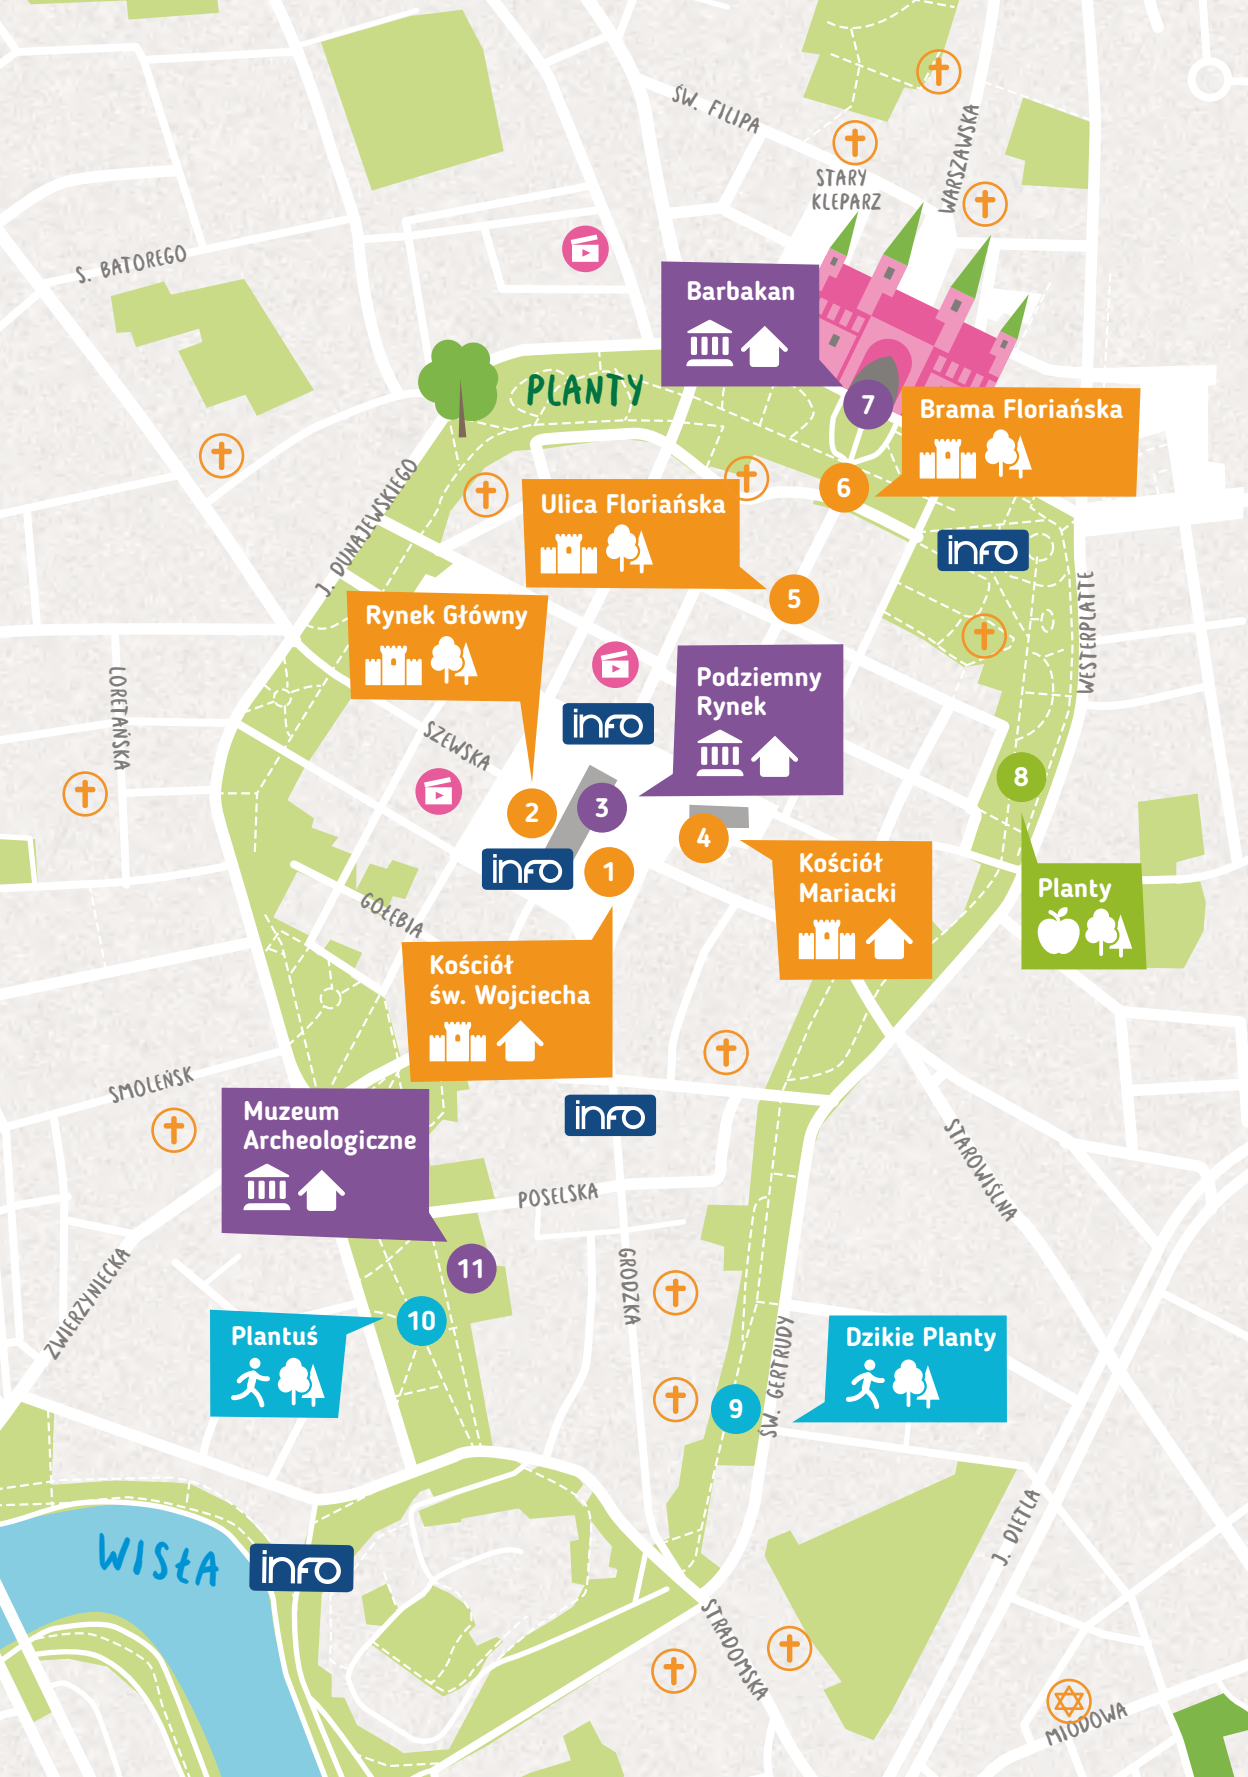 ŚW. FILIPA
WARSZAWSKA
STARY
KLEPARZ
S. BATOREGO
Barbakan
PLANTY
7
Brama Floriańska
6
J. DUNAJEWSKIEGO
Ulica Floriańska
info
5
WESTERPLATTE
Rynek Główny
LORETAŃSKA
Podziemny
Rynek
info
SZEWSKA
8
2
3
4
info
1
Kościół
Mariacki
Planty
GOŁĘBIA
Kościół
św. Wojciecha
SMOLEŃSK
Muzeum
Archeologiczne
info
STAROWIŚLNA
POSELSKA
ZWIERZYNIECKA
GRODZKA
11
10
Plantuś
ŚW. GERTRUDY
Dzikie Planty
9
J. DIETLA
WISŁA
info
STRADOMSKA
MIODOWA